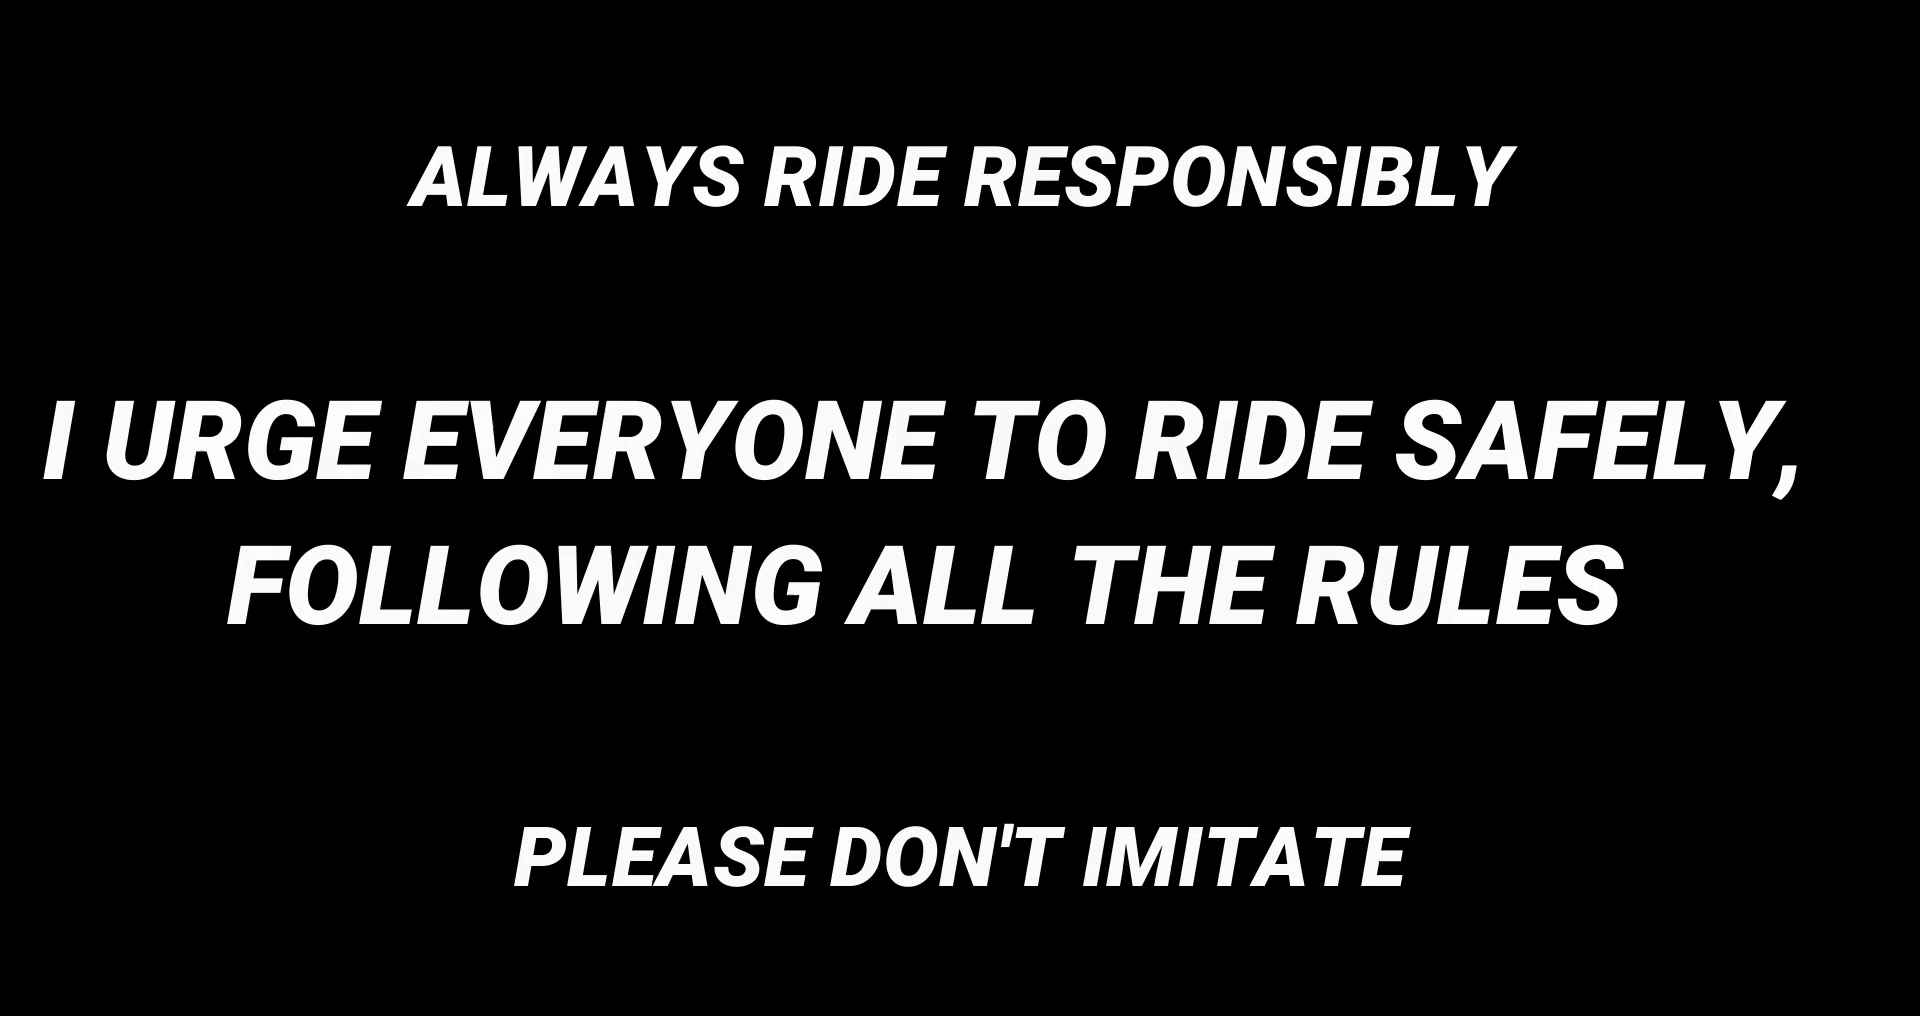 ALWAYS RIDE RESPONSIBLY
I URGE EVERYONE TO RIDE SAFELY,
FOLLOWING ALL THE RULES
PLEASE DON'T IMITATE